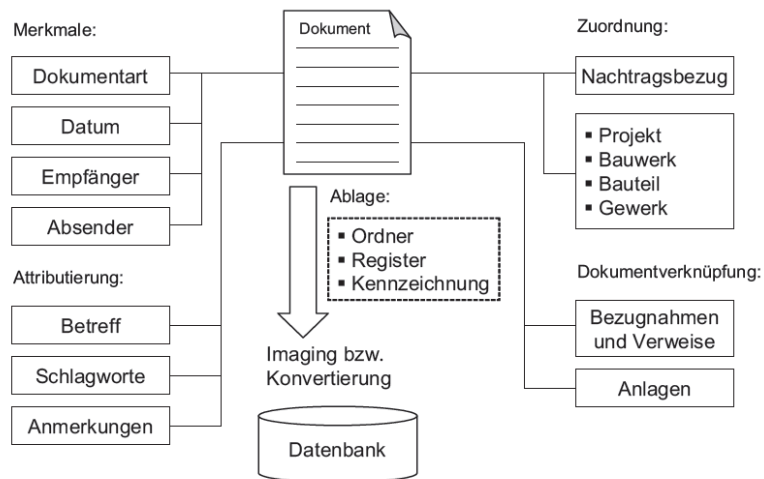 Merkmale:
Dokumentart
Datum
Empfänger
Absender
Attributierung:
Betreff
Schlagworte
Anmerkungen
Dokument
Ablage:
▪ Ordner
▪ Register
▪ Kennzeichnung
Imaging bzw.
Konvertierung
Datenbank
Zuordnung:
Nachtragsbezug
▪ Projekt
▪ Bauwerk
▪ Bauteil
▪ Gewerk
Dokumentverknüpfung:
Bezugnahmen
und Verweise
Anlagen